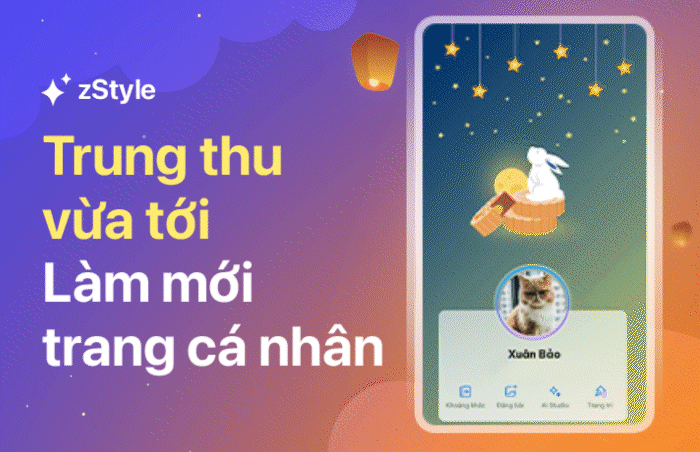 zStyle
Trung thu
vừa tới
Làm mới
trang cá nhân
Xuân Bảo
Khoảng khắc
Đăng bài
AI Studio
Trang trí